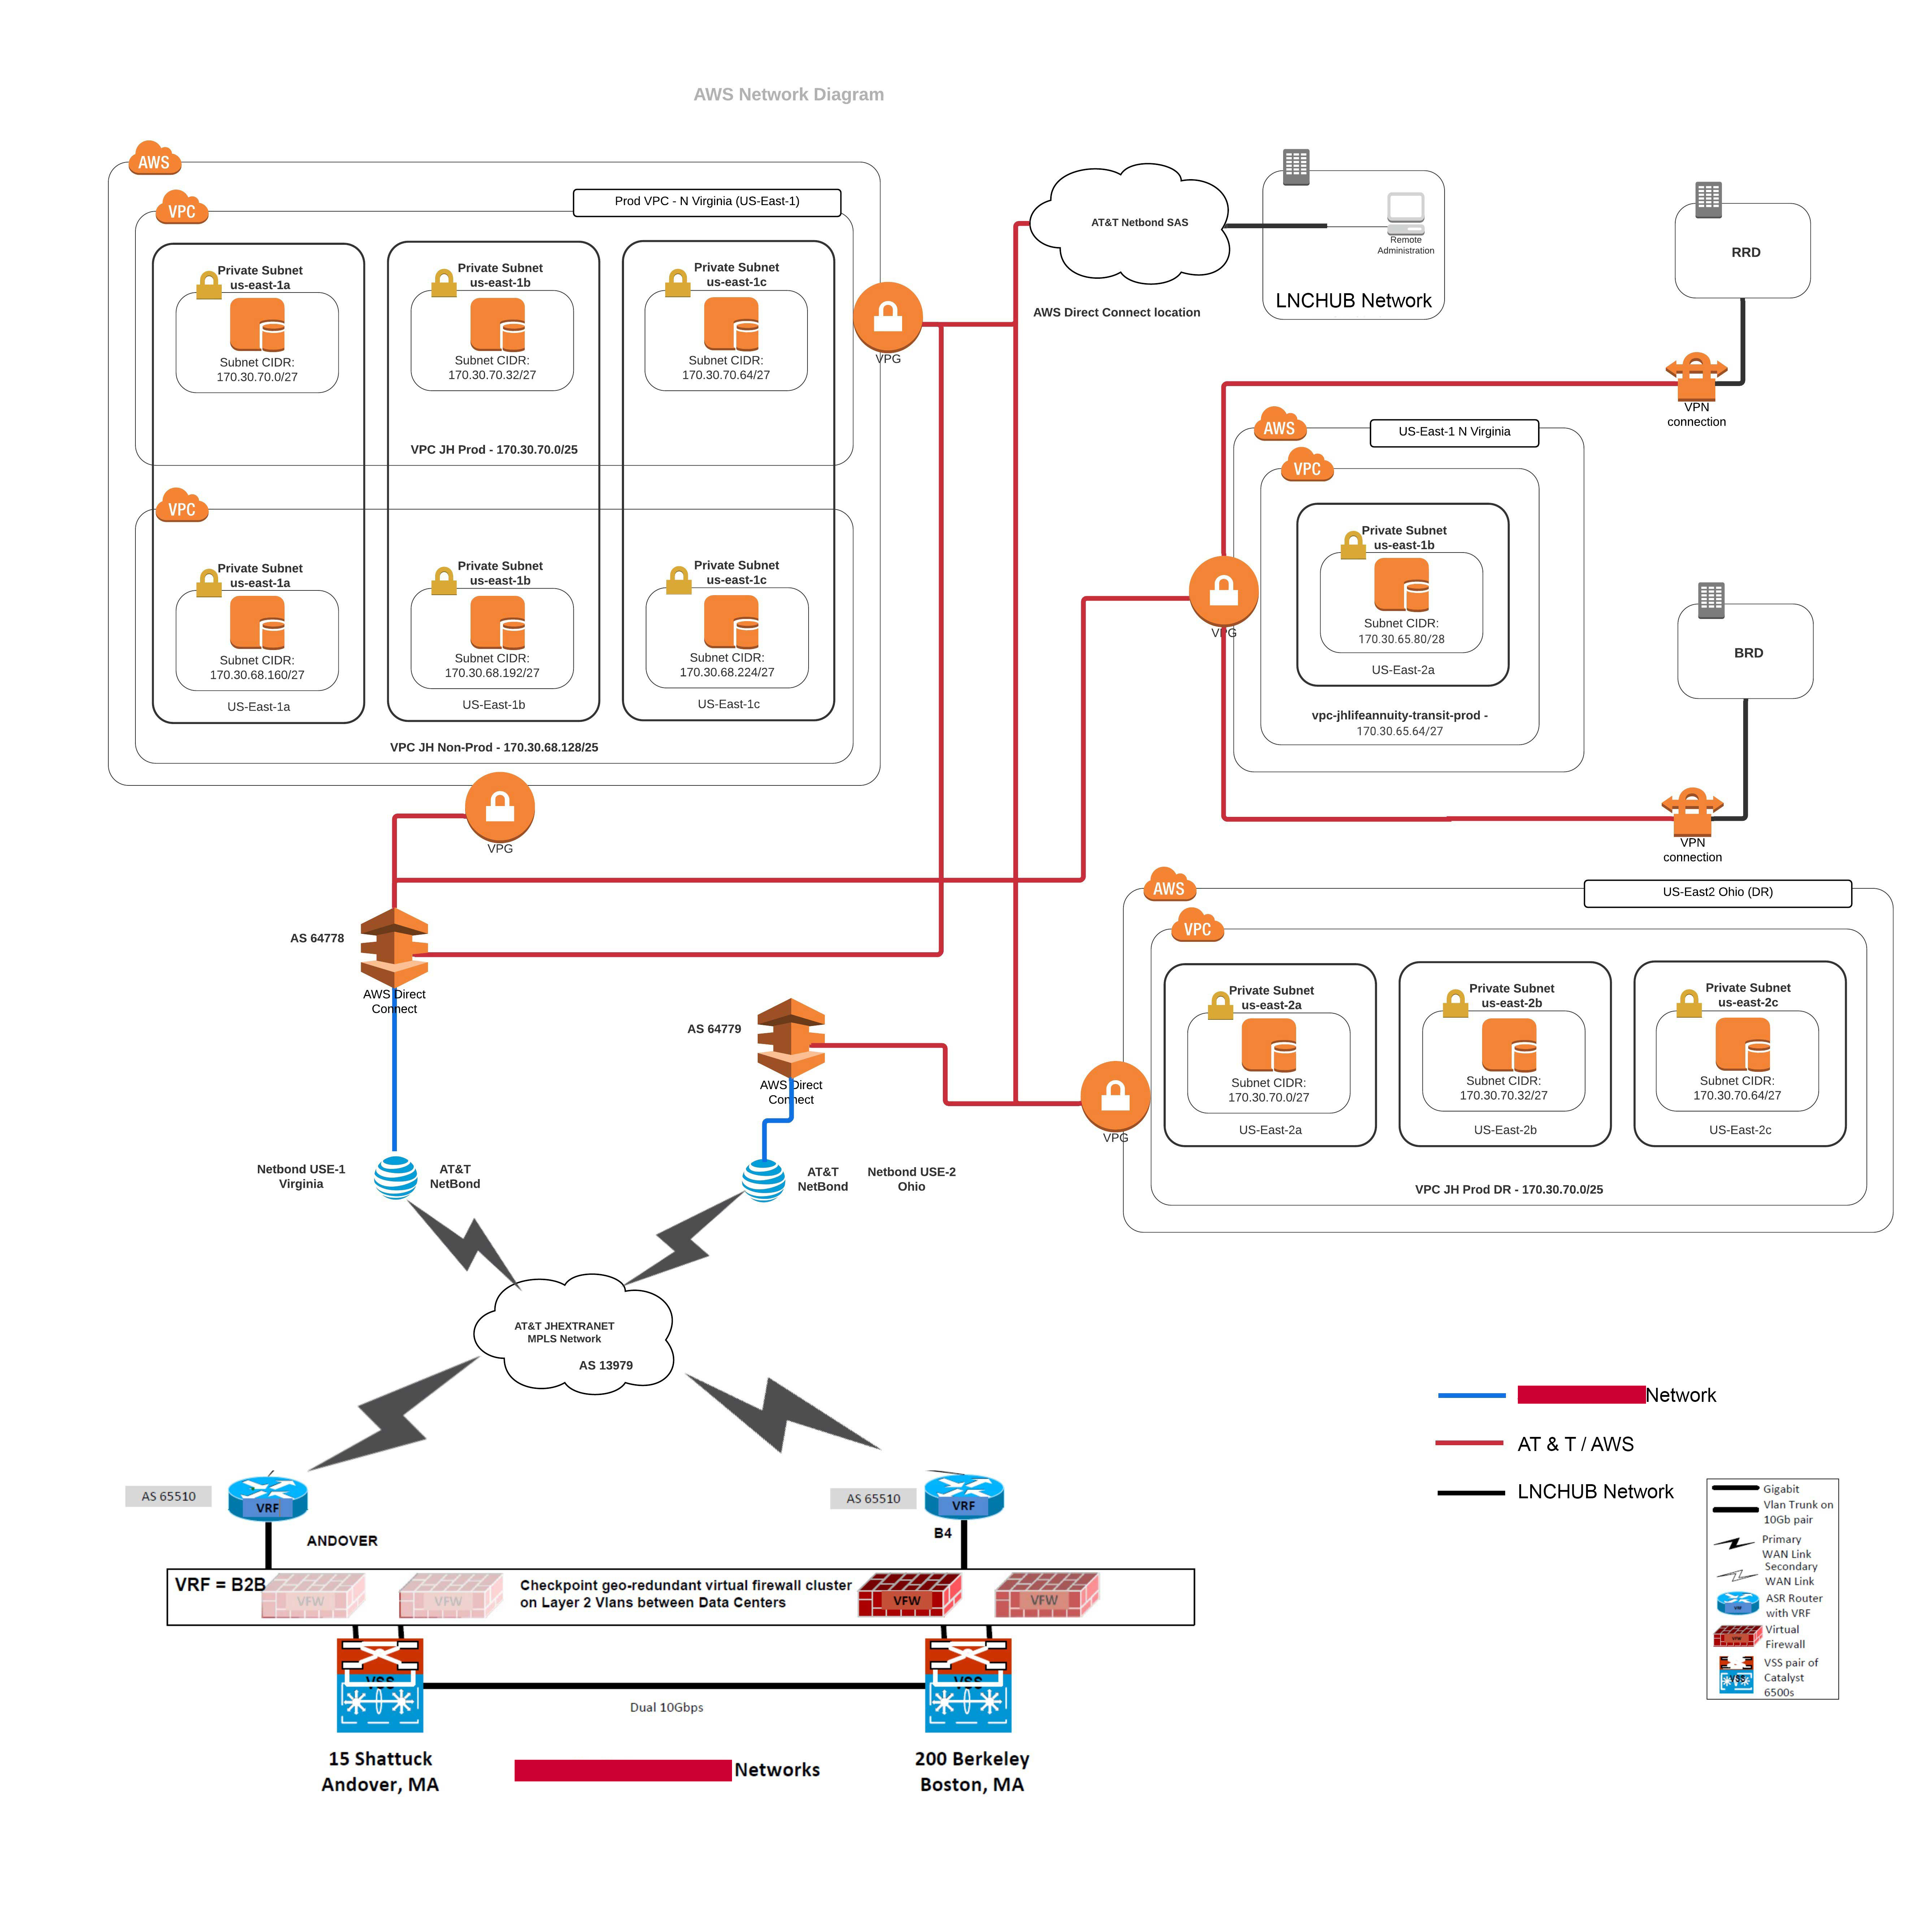 AWS Network Diagram
AWS
Prod VPC - N Virginia (US-East-1)
VPC
Private Subnet
us-east-1a
Subnet CIDR:
170.30.70.0/27
Private Subnet
us-east-1b
Subnet CIDR:
170.30.70.32/27
Private Subnet
us-east-1c
Subnet CIDR:
170.30.70.64/27
VPC JH Prod - 170.30.70.0/25
VPG
VPC
Private Subnet
us-east-1a
Subnet CIDR:
170.30.68.160/27
US-East-1a
Private Subnet
us-east-1b
Subnet CIDR:
170.30.68.192/27
US-East-1b
Private Subnet
us-east-1c
Subnet CIDR:
170.30.68.224/27
US-East-1c
VPC JH Non-Prod - 170.30.68.128/25
VPG
AT&T Netbond SAS
AWS Direct Connect location
Remote
Administration
LNCHUB Network
RRD
VPN
connection
AWS
US-East-1 N Virginia
VPC
Private Subnet
us-east-1b
Subnet CIDR:
170.30.65.80/28
US-East-2a
vpc-jhlifeannuity-transit-prod -
170.30.65.64/27
VPG
BRD
VPN
connection
AWS
US-East2 Ohio (DR)
VPC
Private Subnet
us-east-2a
Subnet CIDR:
170.30.70.0/27
US-East-2a
Private Subnet
us-east-2b
Subnet CIDR:
170.30.70.32/27
US-East-2b
Private Subnet
us-east-2c
Subnet CIDR:
170.30.70.64/27
US-East-2c
VPC JH Prod DR - 170.30.70.0/25
VPG
AS 64778
AWS Direct
Connect
AS 64779
AWS Direct
Connect
Netbond USE-1
Virginia
AT&T
NetBond
AT&T
NetBond
Netbond USE-2
Ohio
AT&T JHEXTRANET
MPLS Network
AS 13979
AS 65510
VRF
ANDOVER
AS 65510
VRF
B4
VRF = B2B
VFW
VFW
Checkpoint geo-redundant virtual firewall cluster
on Layer 2 Vlans between Data Centers
VFW
VFW
VSS
VSS
Dual 10Gbps
15 Shattuck
Andover, MA
Networks
200 Berkeley
Boston, MA
Network
AT & T / AWS
LNCHUB Network
Gigabit
Vlan Trunk on
10Gb pair
Primary
WAN Link
Secondary
WAN Link
ASR Router
with VRF
Virtual
Firewall
VFW
VSS pair of
Catalyst
6500s
VSS